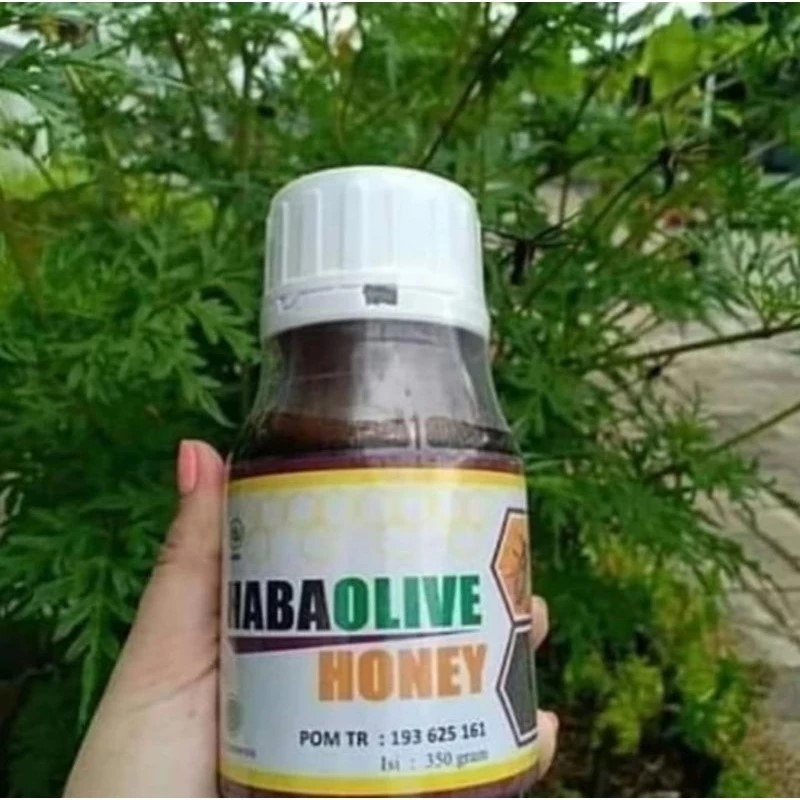 HABAOLIVE
HONEY
POM TR : 193 625 161
Isi : 350 gram